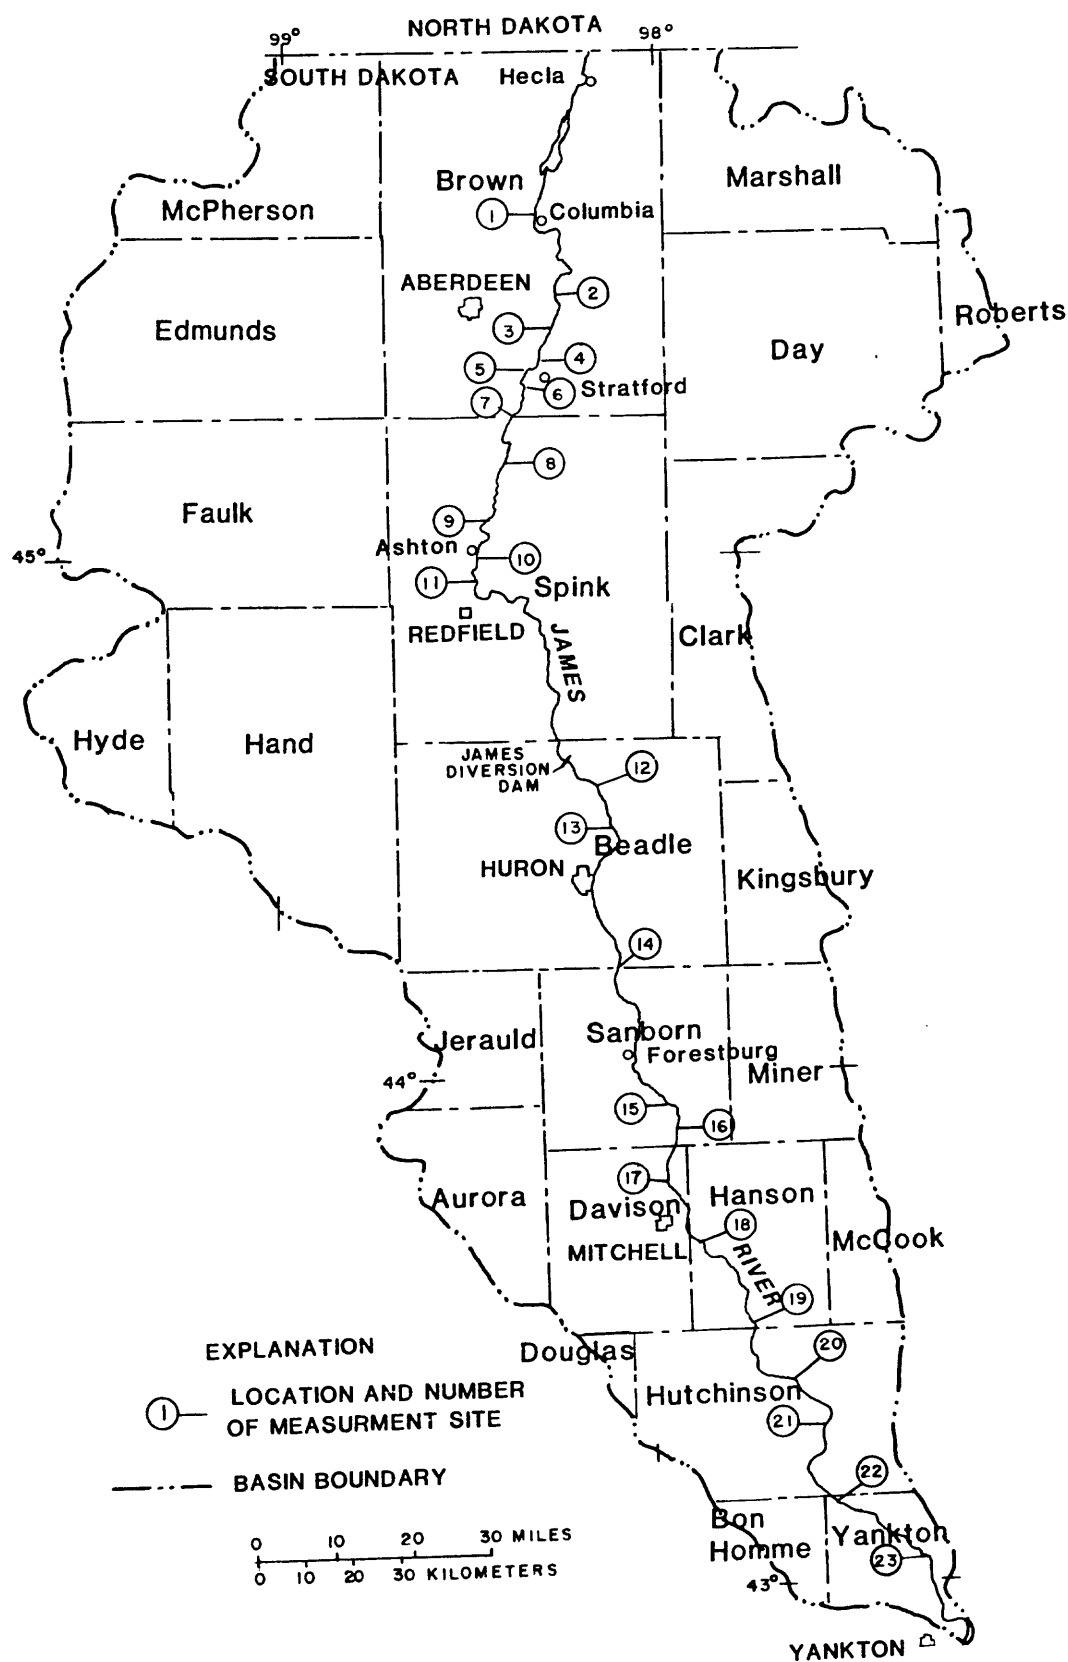 NORTH DAKOTA
99°
98°
SOUTH DAKOTA
Hecla
Marshall
Brown
McPherson
1
Columbia
ABERDEEN
2
Roberts
3
Edmunds
Day
4
5
Stratford
6
7
8
Faulk
9
Ashton
45°
10
11
Spink
REDFIELD
Clark
JAMES
Hyde
Hand
JAMES
DIVERSION
DAM
12
13
Beadle
HURON
Kingsbury
14
Sanborn
Jerauld
Forestburg
Miner
44°
15
16
17
Hanson
Aurora
Davison
18
McCook
MITCHELL
RIVER
19
EXPLANATION
Douglas
20
1
LOCATION AND NUMBER
OF MEASURMENT SITE
Hutchinson
21
BASIN BOUNDARY
22
Bon
Homme
Yankton
0 10 20 30 MILES
0 10 20 30 KILOMETERS
23
43°
YANKTON